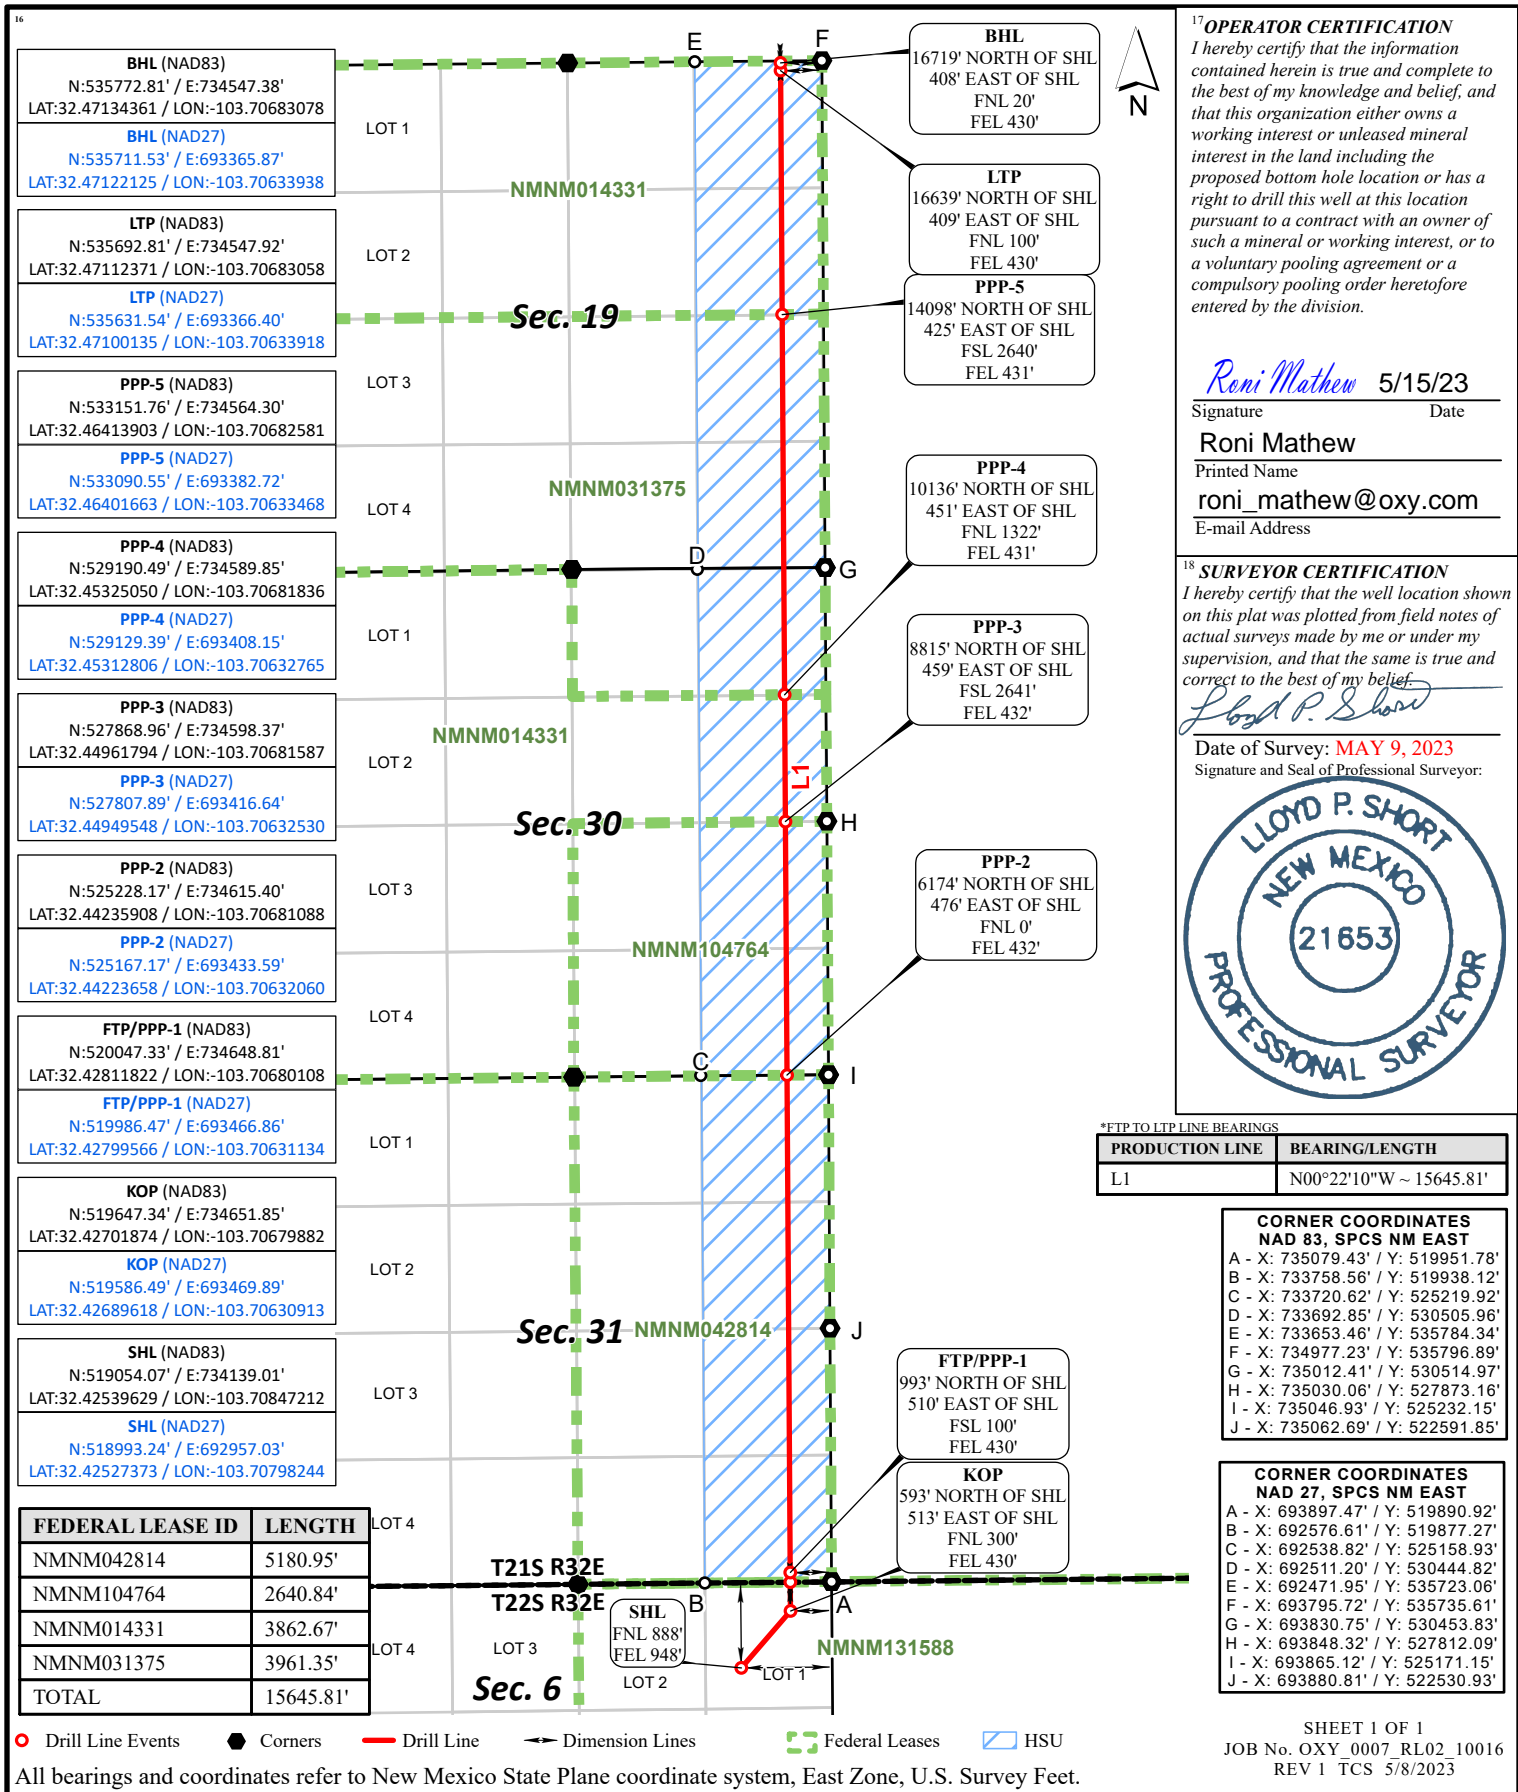 16
BHL (NAD83)
N:535772.81' / E:734547.38'
LAT:32.47134361 / LON:-103.70683078
BHL (NAD27)
N:535711.53' / E:693365.87'
LAT:32.47122125 / LON:-103.70633938
LTP (NAD83)
N:535692.81' / E:734547.92'
LAT:32.47112371 / LON:-103.70683058
LTP (NAD27)
N:535631.54' / E:693366.40'
LAT:32.47100135 / LON:-103.70633918
PPP-5 (NAD83)
N:533151.76' / E:734564.30'
LAT:32.46413903 / LON:-103.70682581
PPP-5 (NAD27)
N:533090.55' / E:693382.72'
LAT:32.46401663 / LON:-103.70633468
PPP-4 (NAD83)
N:529190.49' / E:734589.85'
LAT:32.45325050 / LON:-103.70681836
PPP-4 (NAD27)
N:529129.39' / E:693408.15'
LAT:32.45312806 / LON:-103.70632765
PPP-3 (NAD83)
N:527868.96' / E:734598.37'
LAT:32.44961794 / LON:-103.70681587
PPP-3 (NAD27)
N:527807.89' / E:693416.64'
LAT:32.44949548 / LON:-103.70632530
PPP-2 (NAD83)
N:525228.17' / E:734615.40'
LAT:32.44235908 / LON:-103.70681088
PPP-2 (NAD27)
N:525167.17' / E:693433.59'
LAT:32.44223658 / LON:-103.70632060
FTP/PPP-1 (NAD83)
N:520047.33' / E:734648.81'
LAT:32.42811822 / LON:-103.70680108
FTP/PPP-1 (NAD27)
N:519986.47' / E:693466.86'
LAT:32.42799566 / LON:-103.70631134
KOP (NAD83)
N:519647.34' / E:734651.85'
LAT:32.42701874 / LON:-103.70679882
KOP (NAD27)
N:519586.49' / E:693469.89'
LAT:32.42689618 / LON:-103.70630913
SHL (NAD83)
N:519054.07' / E:734139.01'
LAT:32.42539629 / LON:-103.70847212
SHL (NAD27)
N:518993.24' / E:692957.03'
LAT:32.42527373 / LON:-103.70798244
FEDERAL LEASE ID LENGTH
NMNM042814 5180.95'
NMNM104764 2640.84'
NMNM014331 3862.67'
NMNM031375 3961.35'
TOTAL 15645.81'
E
F
LOT 1
NMNM014331
LOT 2
Sec. 19
LOT 3
NMNM031375
LOT 4
D
G
LOT 1
NMNM014331
LOT 2
L1
Sec. 30
H
LOT 3
NMNM104764
LOT 4
C
I
LOT 1
LOT 2
Sec. 31
NMNM042814
J
LOT 3
LOT 4
T21S R32E
T22S R32E
B
A
SHL
FNL 888'
FEL 948'
NMNM131588
LOT 4
LOT 3
LOT 2
LOT 1
Sec. 6
BHL
16719' NORTH OF SHL
408' EAST OF SHL
FNL 20'
FEL 430'
N
LTP
16639' NORTH OF SHL
409' EAST OF SHL
FNL 100'
FEL 430'
PPP-5
14098' NORTH OF SHL
425' EAST OF SHL
FSL 2640'
FEL 431'
PPP-4
10136' NORTH OF SHL
451' EAST OF SHL
FNL 1322'
FEL 431'
PPP-3
8815' NORTH OF SHL
459' EAST OF SHL
FSL 2641'
FEL 432'
PPP-2
6174' NORTH OF SHL
476' EAST OF SHL
FNL 0'
FEL 432'
FTP/PPP-1
993' NORTH OF SHL
510' EAST OF SHL
FSL 100'
FEL 430'
KOP
593' NORTH OF SHL
513' EAST OF SHL
FNL 300'
FEL 430'
17 OPERATOR CERTIFICATION
I hereby certify that the information
contained herein is true and complete to
the best of my knowledge and belief, and
that this organization either owns a
working interest or unleased mineral
interest in the land including the
proposed bottom hole location or has a
right to drill this well at this location
pursuant to a contract with an owner of
such a mineral or working interest, or to
a voluntary pooling agreement or a
compulsory pooling order heretofore
entered by the division.
Roni Mathew 5/15/23
Signature Date
Roni Mathew
Printed Name
roni_mathew@oxy.com
E-mail Address
18 SURVEYOR CERTIFICATION
I hereby certify that the well location shown
on this plat was plotted from field notes of
actual surveys made by me or under my
supervision, and that the same is true and
correct to the best of my belief.
Lloyd P. Short
Date of Survey: MAY 9, 2023
Signature and Seal of Professional Surveyor:
LLOYD P. SHORT
NEW MEXICO
21653
PROFESSIONAL SURVEYOR
*FTP TO LTP LINE BEARINGS
PRODUCTION LINE BEARING/LENGTH
L1 N00°22'10"W ~ 15645.81'
CORNER COORDINATES
NAD 83, SPCS NM EAST
A - X: 735079.43' / Y: 519951.78'
B - X: 733758.56' / Y: 519938.12'
C - X: 733720.62' / Y: 525219.92'
D - X: 733692.85' / Y: 530505.96'
E - X: 733653.46' / Y: 535784.34'
F - X: 734977.23' / Y: 535796.89'
G - X: 735012.41' / Y: 530514.97'
H - X: 735030.06' / Y: 527873.16'
I - X: 735046.93' / Y: 525232.15'
J - X: 735062.69' / Y: 522591.85'
CORNER COORDINATES
NAD 27, SPCS NM EAST
A - X: 693897.47' / Y: 519890.92'
B - X: 692576.61' / Y: 519877.27'
C - X: 692538.82' / Y: 525158.93'
D - X: 692511.20' / Y: 530444.82'
E - X: 692471.95' / Y: 535723.06'
F - X: 693795.72' / Y: 535735.61'
G - X: 693830.75' / Y: 530453.83'
H - X: 693848.32' / Y: 527812.09'
I - X: 693865.12' / Y: 525171.15'
J - X: 693880.81' / Y: 522530.93'
Drill Line Events Corners Drill Line Dimension Lines Federal Leases HSU
All bearings and coordinates refer to New Mexico State Plane coordinate system, East Zone, U.S. Survey Feet.
SHEET 1 OF 1
JOB No. OXY_0007_RL02_10016
REV 1 TCS 5/8/2023